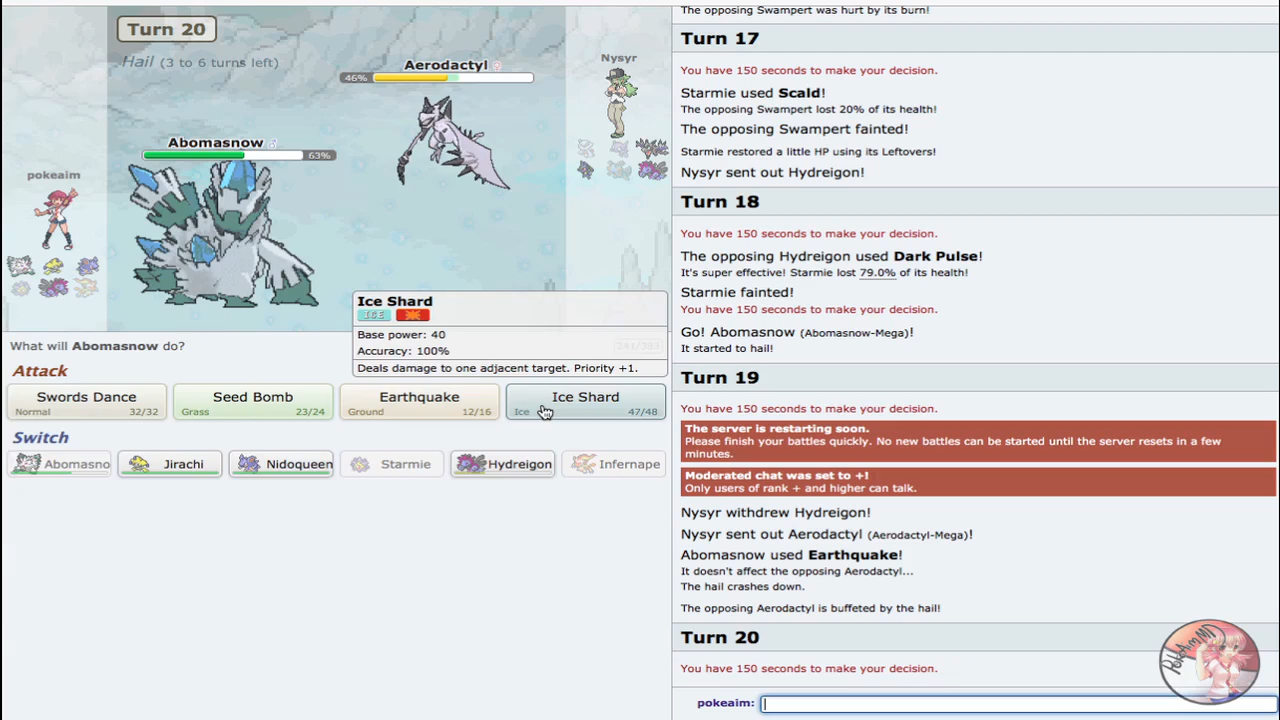 Turn 20
Hail (3 to 6 turns left)
Nysyr
Aerodactyl
46%
Abomasnow
63%
pokeaim
Ice Shard
ICE
Base power: 40
Accuracy: 100%
Deals damage to one adjacent target. Priority +1.
What will Abomasnow do?
Attack
Swords Dance
Normal 32/32
Seed Bomb
Grass 23/24
Earthquake
Ground 12/16
Ice Shard
Ice 47/48
Switch
Abomasno
Jirachi
Nidoqueen
Starmie
Hydreigon
Infernape
The opposing Swampert was hurt by its burn!
Turn 17
You have 150 seconds to make your decision.
Starmie used Scald!
The opposing Swampert lost 20% of its health!
The opposing Swampert fainted!
Starmie restored a little HP using its Leftovers!
Nysyr sent out Hydreigon!
Turn 18
You have 150 seconds to make your decision.
The opposing Hydreigon used Dark Pulse!
It's super effective! Starmie lost 79.0% of its health!
Starmie fainted!
You have 150 seconds to make your decision.
Go! Abomasnow (Abomasnow-Mega)!
It started to hail!
Turn 19
You have 150 seconds to make your decision.
The server is restarting soon.
Please finish your battles quickly. No new battles can be started until the server resets in a few
minutes.
Moderated chat was set to +!
Only users of rank + and higher can talk.
Nysyr withdrew Hydreigon!
Nysyr sent out Aerodactyl (Aerodactyl-Mega)!
Abomasnow used Earthquake!
It doesn't affect the opposing Aerodactyl...
The hail crashes down.
The opposing Aerodactyl is buffeted by the hail!
Turn 20
You have 150 seconds to make your decision.
pokeaim: